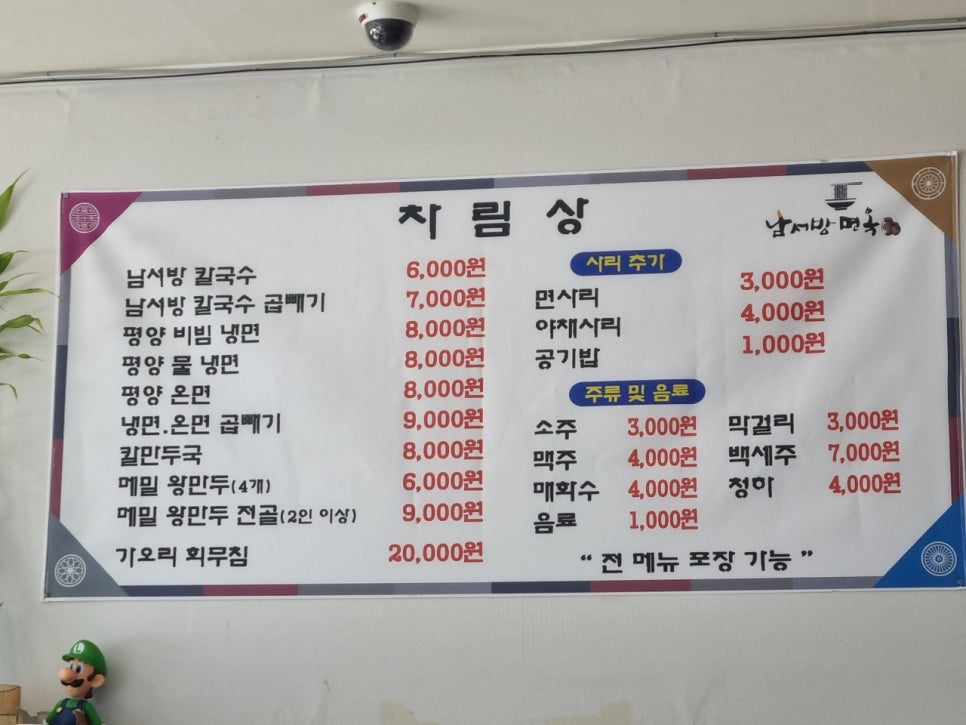 차림상
남서방면옥
남서방 칼국수 6,000원
남서방 칼국수 곱빼기 7,000원
평양 비빔 냉면 8,000원
평양 물 냉면 8,000원
평양 온면 8,000원
냉면.온면 곱빼기 9,000원
칼만두국 8,000원
메밀 왕만두(4개) 6,000원
메밀 왕만두 전골(2인 이상) 9,000원
가오리 회무침 20,000원
사리 추가
면사리 3,000원
야채사리 4,000원
공기밥 1,000원
주류 및 음료
소주 3,000원 막걸리 3,000원
맥주 4,000원 백세주 7,000원
매화수 4,000원 청하 4,000원
음료 1,000원
“ 전 메뉴 포장 가능 ”
L